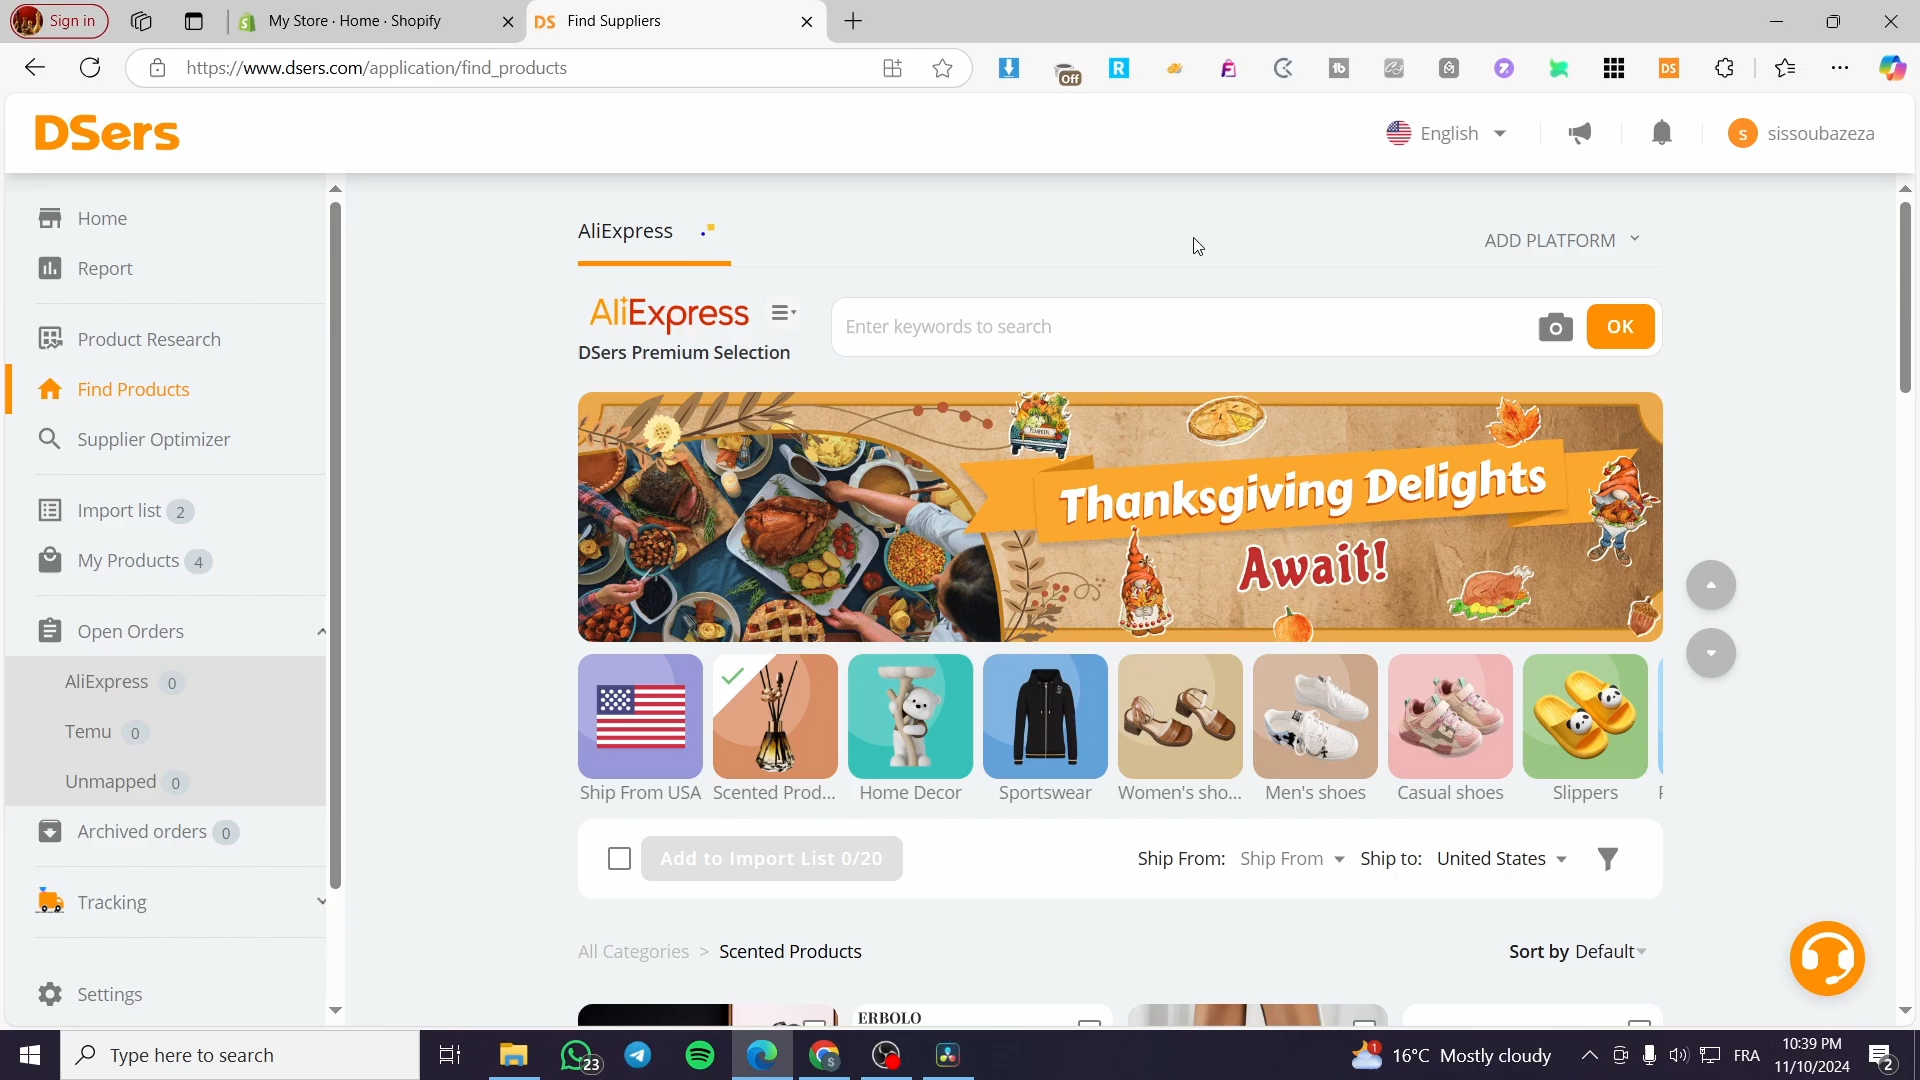 Sign in
My Store · Home · Shopify
DS Find Suppliers
https://www.dsers.com/application/find_products
Off
R
tb
DS
DSers
English
s sissoubazeza
Home
Report
Product Research
Find Products
Supplier Optimizer
Import list 2
My Products 4
Open Orders
AliExpress 0
Temu 0
Unmapped 0
Archived orders 0
Tracking
Settings
AliExpress
ADD PLATFORM
AliExpress
DSers Premium Selection
Enter keywords to search
OK
Thanksgiving Delights
Await!
Ship From USA
Scented Prod...
Home Decor
Sportswear
Women's sho...
Men's shoes
Casual shoes
Slippers
Add to Import List 0/20
Ship From: Ship From Ship to: United States
All Categories > Scented Products
Sort by Default
ERBOLO
Type here to search
23
1
16°C Mostly cloudy
FRA
10:39 PM
11/10/2024
2